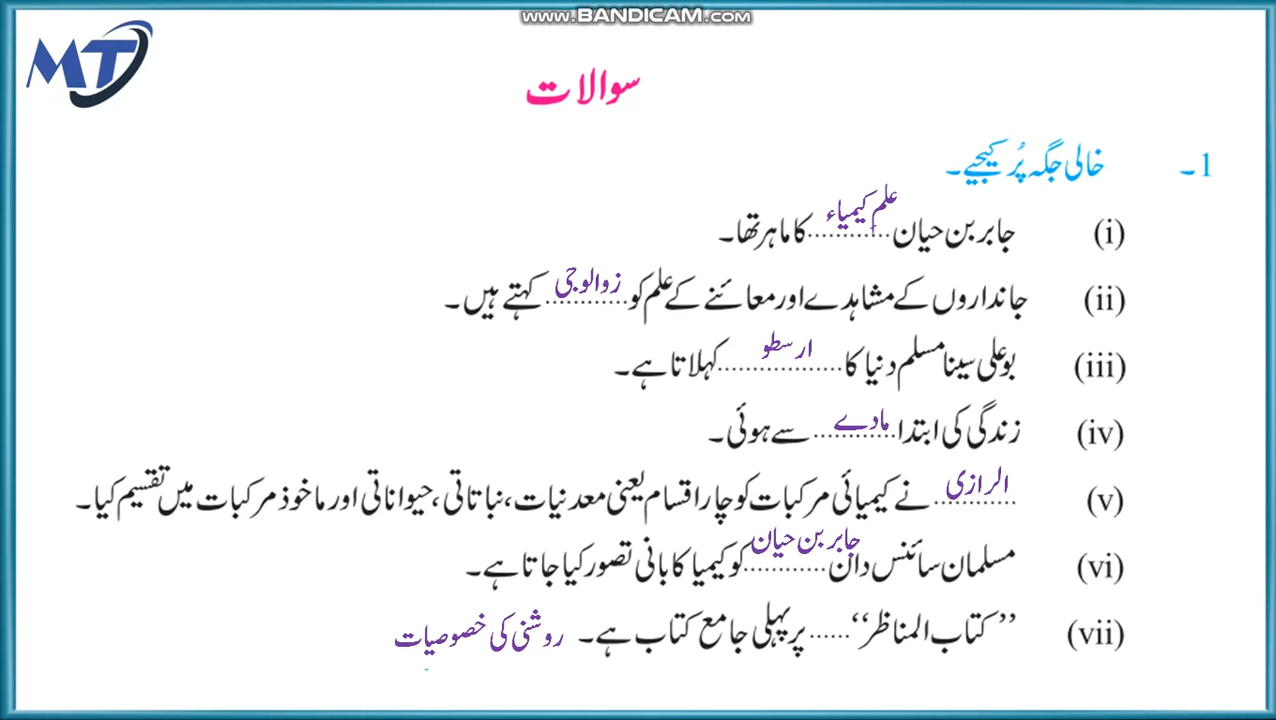 WWW.BANDICAM.COM
MT
سوالات
1۔ خالی جگہ پُر کیجیے۔
(i) جابر بن حیان علمِ کیمیاء کا ماہر تھا۔
(ii) جانداروں کے مشاہدے اور معائنے کے علم کو زوالوجی کہتے ہیں۔
(iii) بو علی سینا مسلم دنیا کا ارسطو کہلاتا ہے۔
(iv) زندگی کی ابتدا مادے سے ہوئی۔
(v) الرازی نے کیمیائی مرکبات کو چار اقسام یعنی معدنیات، نباتاتی، حیواناتی اور ماخوذ مرکبات میں تقسیم کیا۔
(vi) مسلمان سائنس دان جابر بن حیان کو کیمیا کا بانی تصور کیا جاتا ہے۔
(vii) ”کتاب المناظر“ ...... پر پہلی جامع کتاب ہے۔ روشنی کی خصوصیات